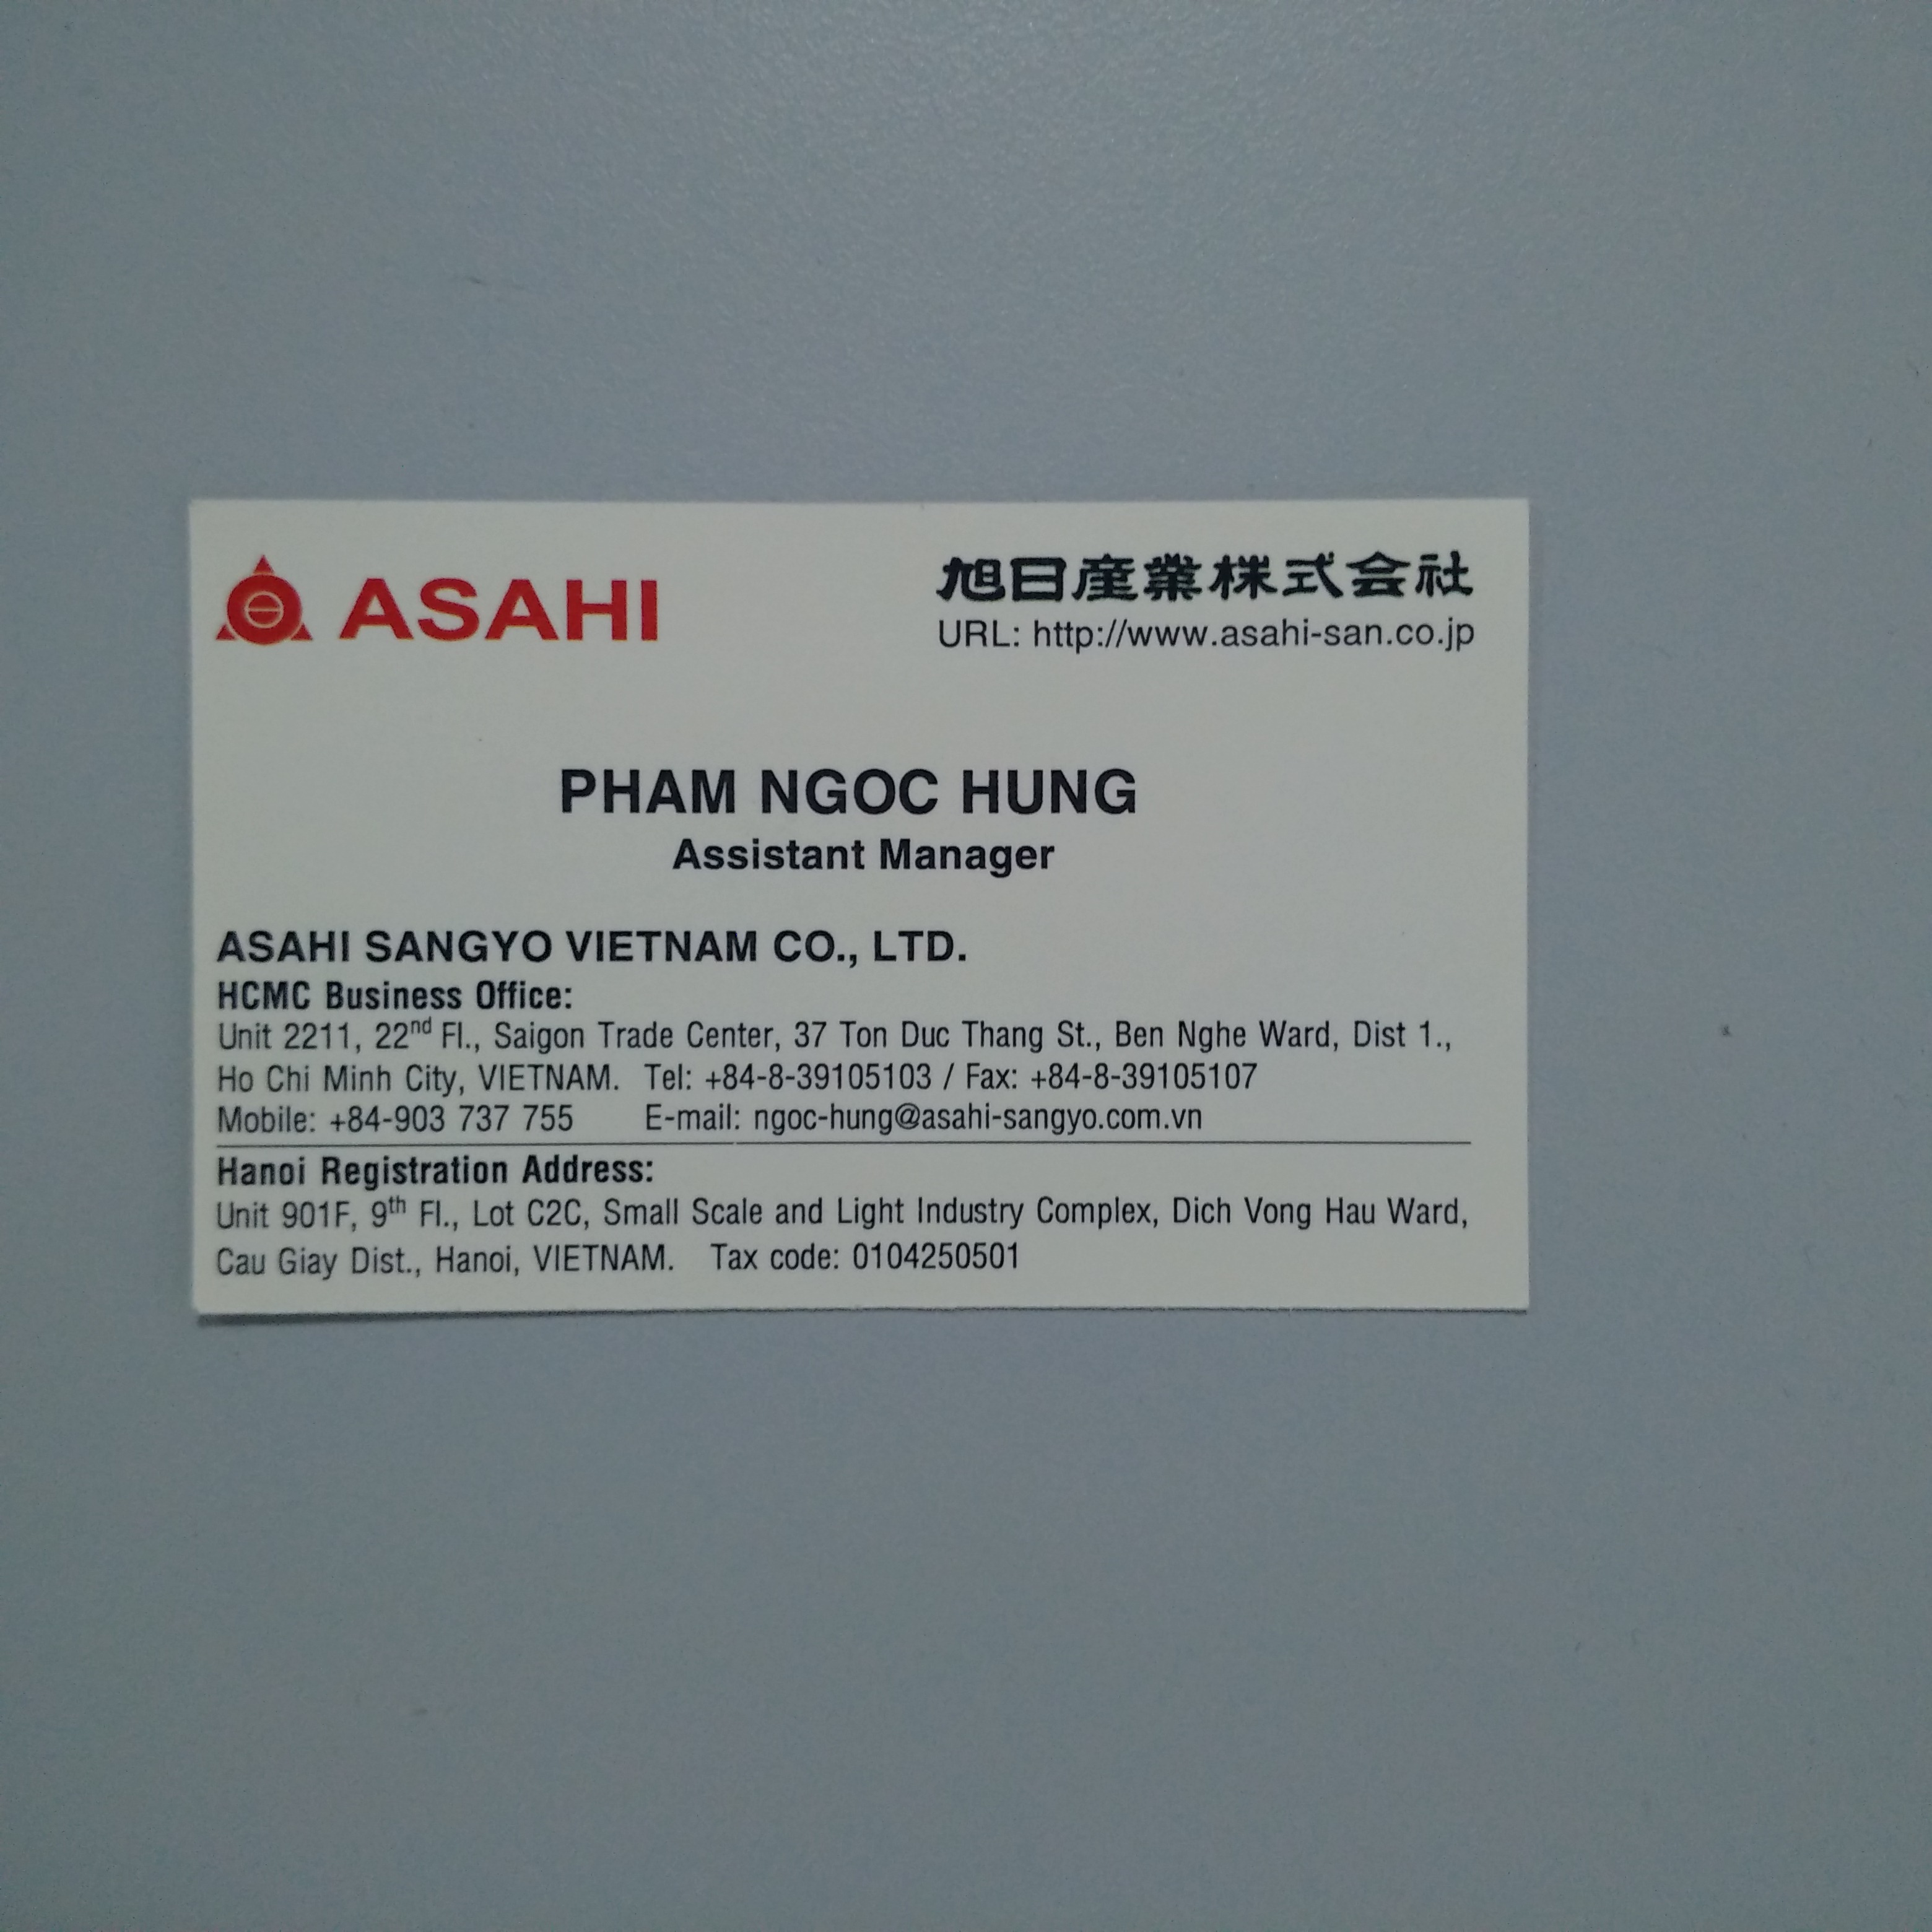 ASAHI
旭日産業株式会社
URL: http://www.asahi-san.co.jp
PHAM NGOC HUNG
Assistant Manager
ASAHI SANGYO VIETNAM CO., LTD.
HCMC Business Office:
Unit 2211, 22nd Fl., Saigon Trade Center, 37 Ton Duc Thang St., Ben Nghe Ward, Dist 1.,
Ho Chi Minh City, VIETNAM. Tel: +84-8-39105103 / Fax: +84-8-39105107
Mobile: +84-903 737 755 E-mail: ngoc-hung@asahi-sangyo.com.vn
Hanoi Registration Address:
Unit 901F, 9th Fl., Lot C2C, Small Scale and Light Industry Complex, Dich Vong Hau Ward,
Cau Giay Dist., Hanoi, VIETNAM. Tax code: 0104250501